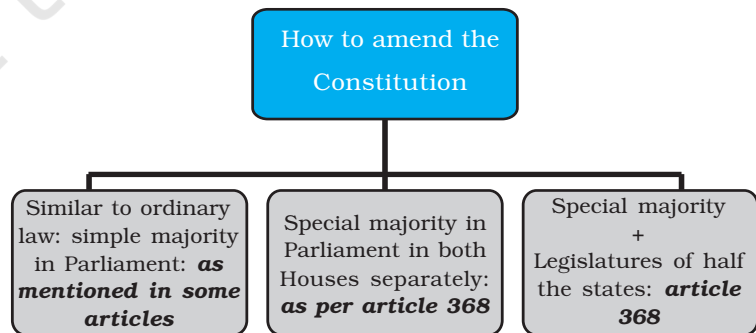 How to amend the
Constitution
Similar to ordinary
law: simple majority
in Parliament: as
mentioned in some
articles
Special majority in
Parliament in both
Houses separately:
as per article 368
Special majority
+
Legislatures of half
the states: article
368